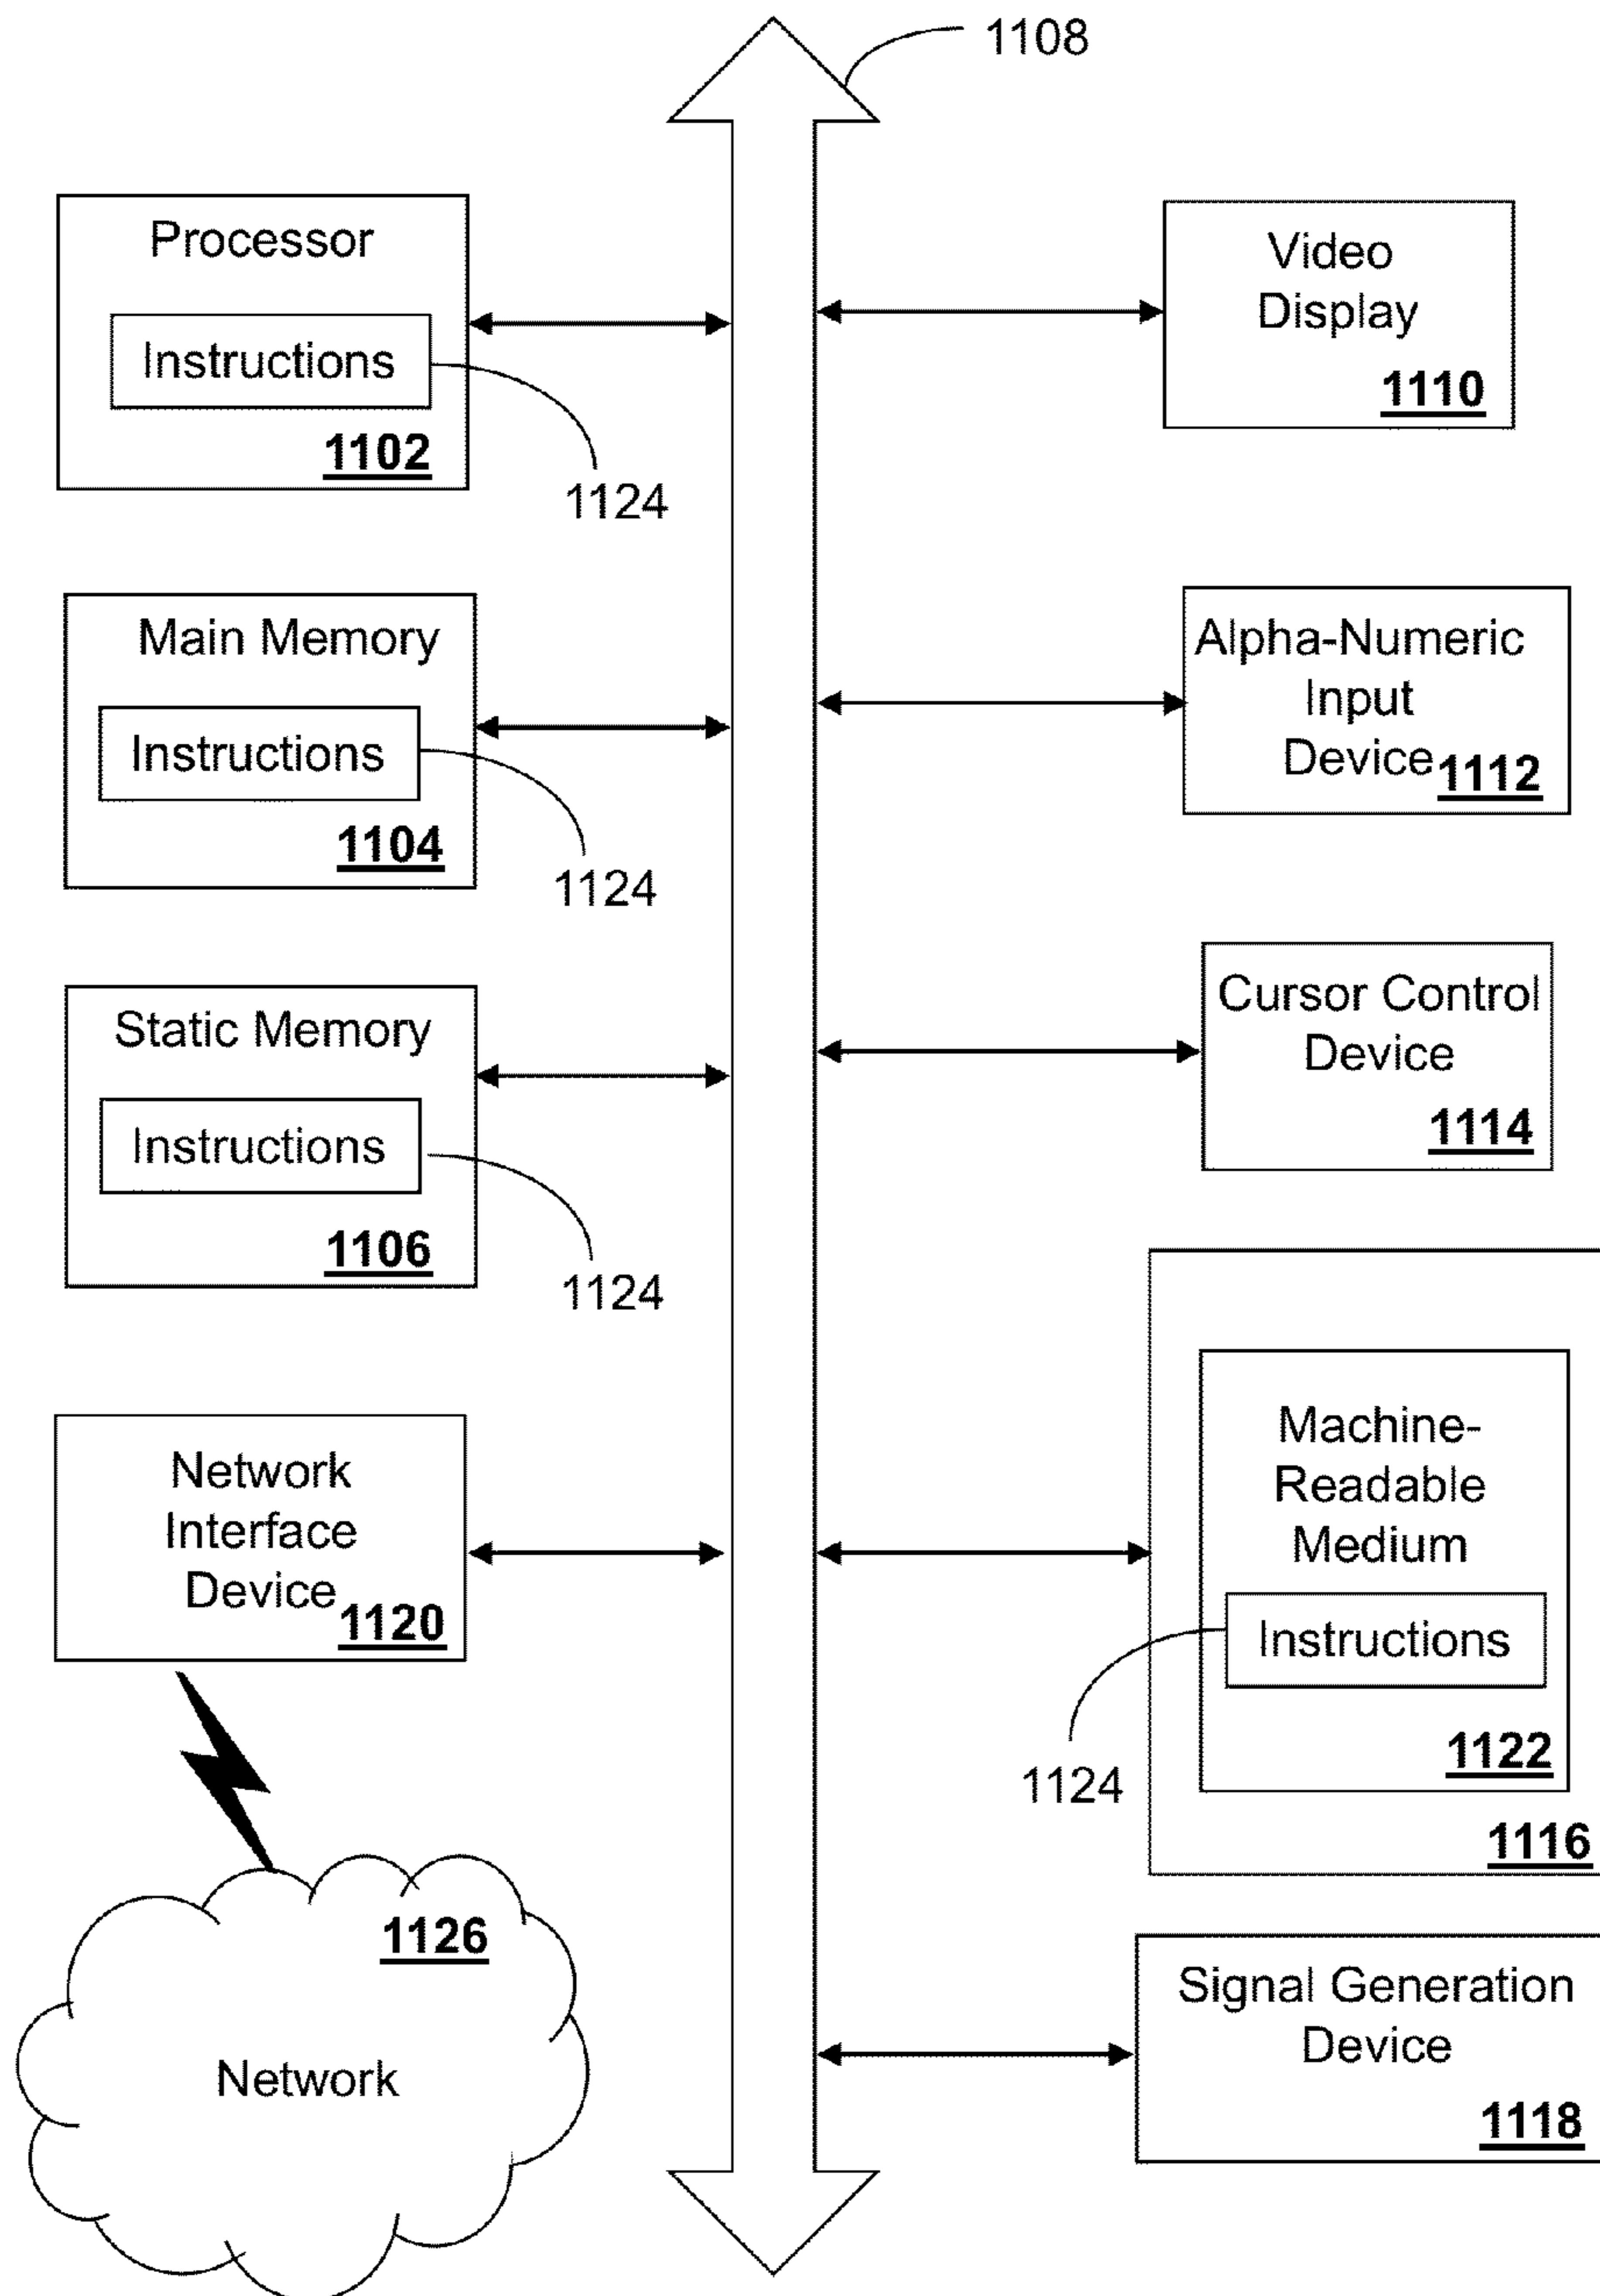 1108
Processor
Instructions
1102
1124
Main Memory
Instructions
1104
1124
Static Memory
Instructions
1106
1124
Network
Interface
Device
1120
1126
Network
Video
Display
1110
Alpha-Numeric
Input
Device
1112
Cursor Control
Device
1114
Machine-
Readable
Medium
Instructions
1122
1124
1116
Signal Generation
Device
1118